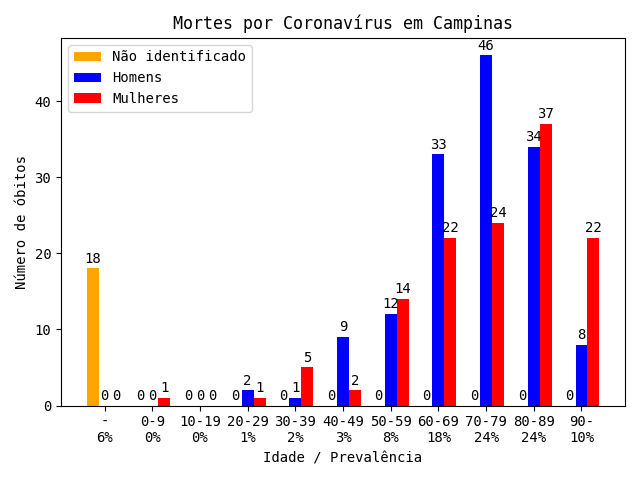 Mortes por Coronavírus em Campinas
Não identificado
Homens
Mulheres
Número de óbitos
40
30
20
10
0
18 0 0
0 0 1
0 0 0
0 2 1
0 1 5
0 9 2
0 12 14
0 33 22
0 46 24
0 34 37
0 8 22
- 0-9 10-19 20-29 30-39 40-49 50-59 60-69 70-79 80-89 90-
6% 0% 0% 1% 2% 3% 8% 18% 24% 24% 10%
Idade / Prevalência